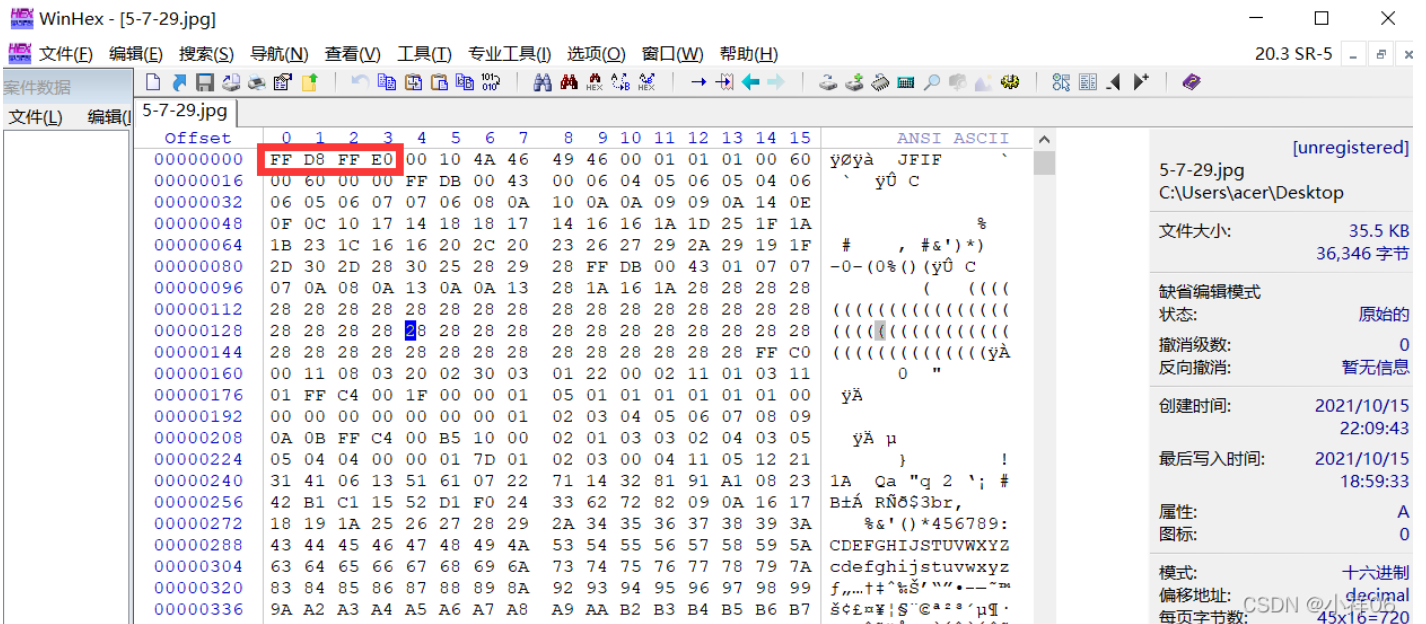 WinHex - [5-7-29.jpg]
文件(F) 编辑(E) 搜索(S) 导航(N) 查看(V) 工具(T) 专业工具(I) 选项(O) 窗口(W) 帮助(H) 20.3 SR-5
案件数据
文件(L) 编辑(I
5-7-29.jpg
Offset 0 1 2 3 4 5 6 7 8 9 10 11 12 13 14 15 ANSI ASCII
00000000 FF D8 FF E0 00 10 4A 46 49 46 00 01 01 01 00 60 ÿØÿà JFIF `
00000016 00 60 00 00 FF DB 00 43 00 06 04 05 06 05 04 06 ` ÿÛ C
00000032 06 05 06 07 07 06 08 0A 10 0A 0A 09 09 0A 14 0E
00000048 0F 0C 10 17 14 18 18 17 14 16 16 1A 1D 25 1F 1A %
00000064 1B 23 1C 16 16 20 2C 20 23 26 27 29 2A 29 19 1F # , #&')*)
00000080 2D 30 2D 28 30 25 28 29 28 FF DB 00 43 01 07 07 -0-(0%()(ÿÛ C
00000096 07 0A 08 0A 13 0A 0A 13 28 1A 16 1A 28 28 28 28 ( ((((
00000112 28 28 28 28 28 28 28 28 28 28 28 28 28 28 28 28 ((((((((((((((((
00000128 28 28 28 28 28 28 28 28 28 28 28 28 28 28 28 28 ((((((((((((((((
00000144 28 28 28 28 28 28 28 28 28 28 28 28 28 28 FF C0 ((((((((((((((ÿÀ
00000160 00 11 08 03 20 02 30 03 01 22 00 02 11 01 03 11 0 "
00000176 01 FF C4 00 1F 00 00 01 05 01 01 01 01 01 01 00 ÿÄ
00000192 00 00 00 00 00 00 00 01 02 03 04 05 06 07 08 09
00000208 0A 0B FF C4 00 B5 10 00 02 01 03 03 02 04 03 05 ÿÄ µ
00000224 05 04 04 00 00 01 7D 01 02 03 00 04 11 05 12 21 } !
00000240 31 41 06 13 51 61 07 22 71 14 32 81 91 A1 08 23 1A Qa "q 2 ‘¡ #
00000256 42 B1 C1 15 52 D1 F0 24 33 62 72 82 09 0A 16 17 B±Á RÑð$3br‚
00000272 18 19 1A 25 26 27 28 29 2A 34 35 36 37 38 39 3A %&'()*456789:
00000288 43 44 45 46 47 48 49 4A 53 54 55 56 57 58 59 5A CDEFGHIJSTUVWXYZ
00000304 63 64 65 66 67 68 69 6A 73 74 75 76 77 78 79 7A cdefghijstuvwxyz
00000320 83 84 85 86 87 88 89 8A 92 93 94 95 96 97 98 99 ƒ„…†‡ˆ‰Š’“”•–—˜™
00000336 9A A2 A3 A4 A5 A6 A7 A8 A9 AA B2 B3 B4 B5 B6 B7 š¢£¤¥¦§¨©ª²³´µ¶·
[unregistered]
5-7-29.jpg
C:\Users\acer\Desktop
文件大小: 35.5 KB
36,346 字节
缺省编辑模式
状态: 原始的
撤消级数: 0
反向撤消: 暂无信息
创建时间: 2021/10/15
22:09:43
最后写入时间: 2021/10/15
18:59:33
属性: A
图标: 0
模式: 十六进制
偏移地址: decimal
每页字节数: 45x16=720
CSDN @小祥06